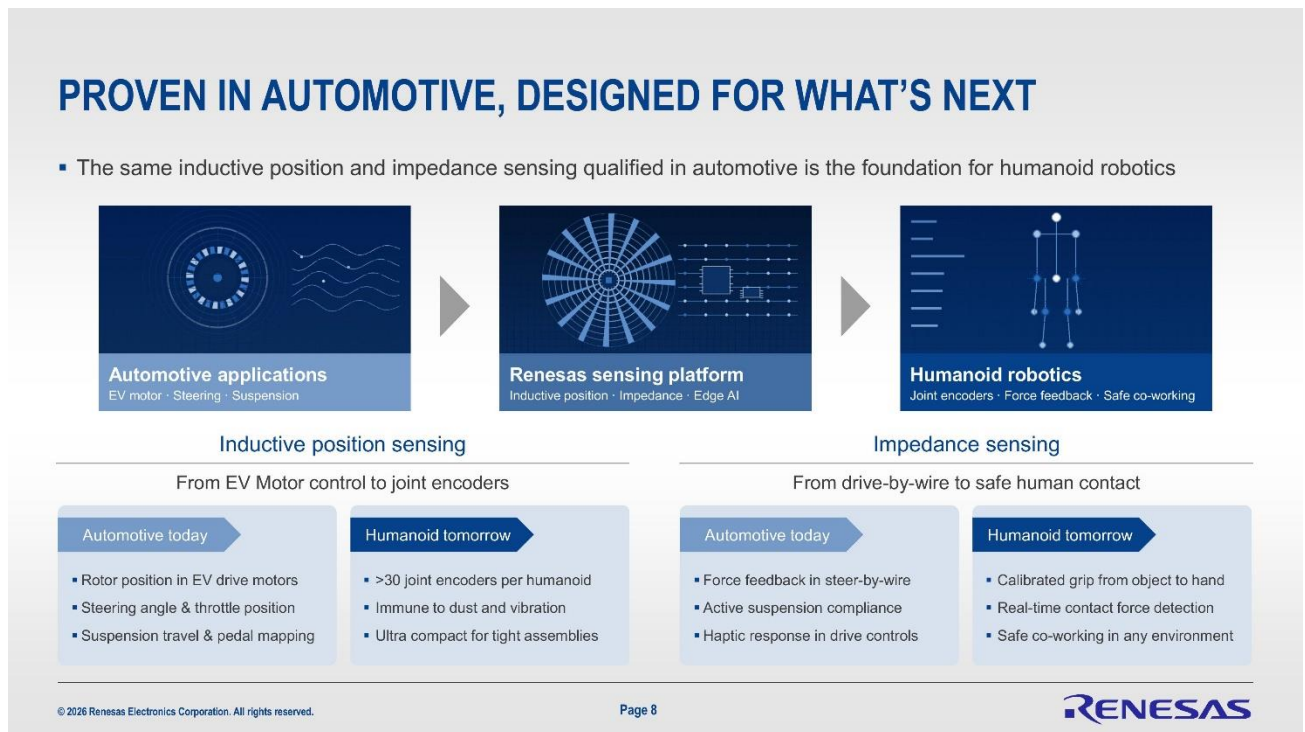 PROVEN IN AUTOMOTIVE, DESIGNED FOR WHAT'S NEXT
▪ The same inductive position and impedance sensing qualified in automotive is the foundation for humanoid robotics
Automotive applications
EV motor · Steering · Suspension
Renesas sensing platform
Inductive position · Impedance · Edge AI
Humanoid robotics
Joint encoders · Force feedback · Safe co-working
Inductive position sensing
From EV Motor control to joint encoders
Automotive today
▪ Rotor position in EV drive motors
▪ Steering angle & throttle position
▪ Suspension travel & pedal mapping
Humanoid tomorrow
▪ >30 joint encoders per humanoid
▪ Immune to dust and vibration
▪ Ultra compact for tight assemblies
Impedance sensing
From drive-by-wire to safe human contact
Automotive today
▪ Force feedback in steer-by-wire
▪ Active suspension compliance
▪ Haptic response in drive controls
Humanoid tomorrow
▪ Calibrated grip from object to hand
▪ Real-time contact force detection
▪ Safe co-working in any environment
© 2026 Renesas Electronics Corporation. All rights reserved.
Page 8
RENESAS